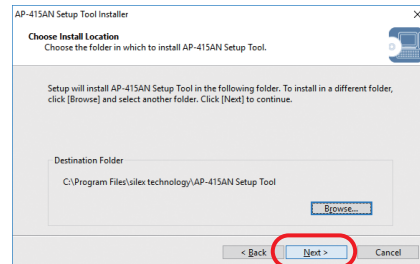 AP-415AN Setup Tool Installer
Choose Install Location
Choose the folder in which to install AP-415AN Setup Tool.
Setup will install AP-415AN Setup Tool in the following folder. To install in a different folder,
click [Browse] and select another folder. Click [Next] to continue.
Destination Folder
C:\Program Files\silex technology\AP-415AN Setup Tool
Browse...
< Back
Next >
Cancel